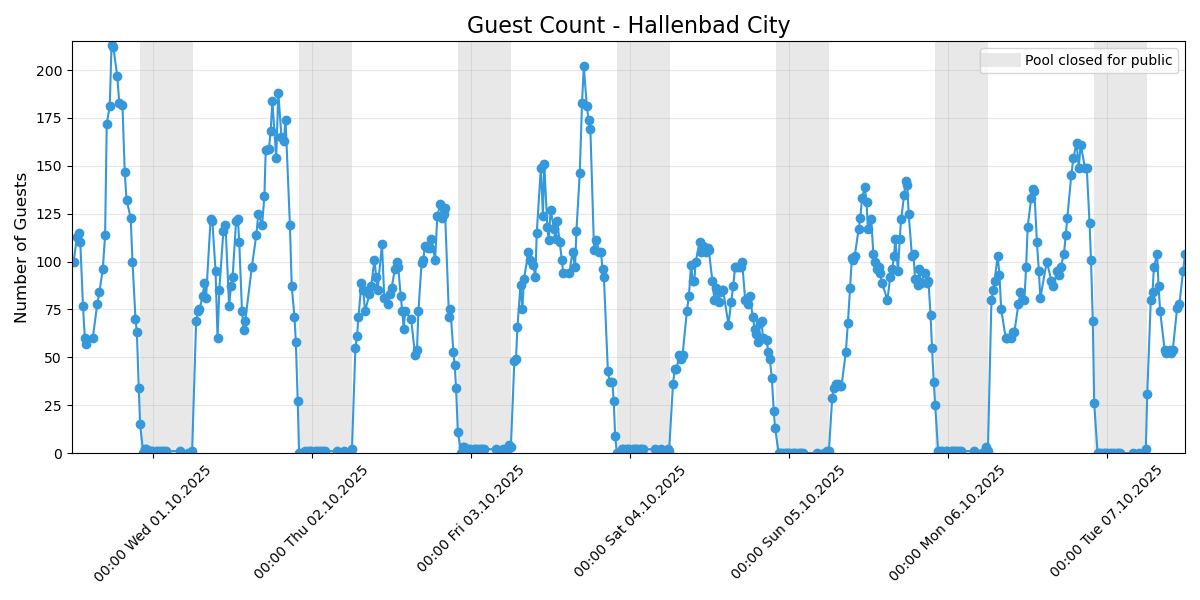 Guest Count - Hallenbad City
Pool closed for public
Number of Guests
200
175
150
125
100
75
50
25
0
00:00 Wed 01.10.2025
00:00 Thu 02.10.2025
00:00 Fri 03.10.2025
00:00 Sat 04.10.2025
00:00 Sun 05.10.2025
00:00 Mon 06.10.2025
00:00 Tue 07.10.2025